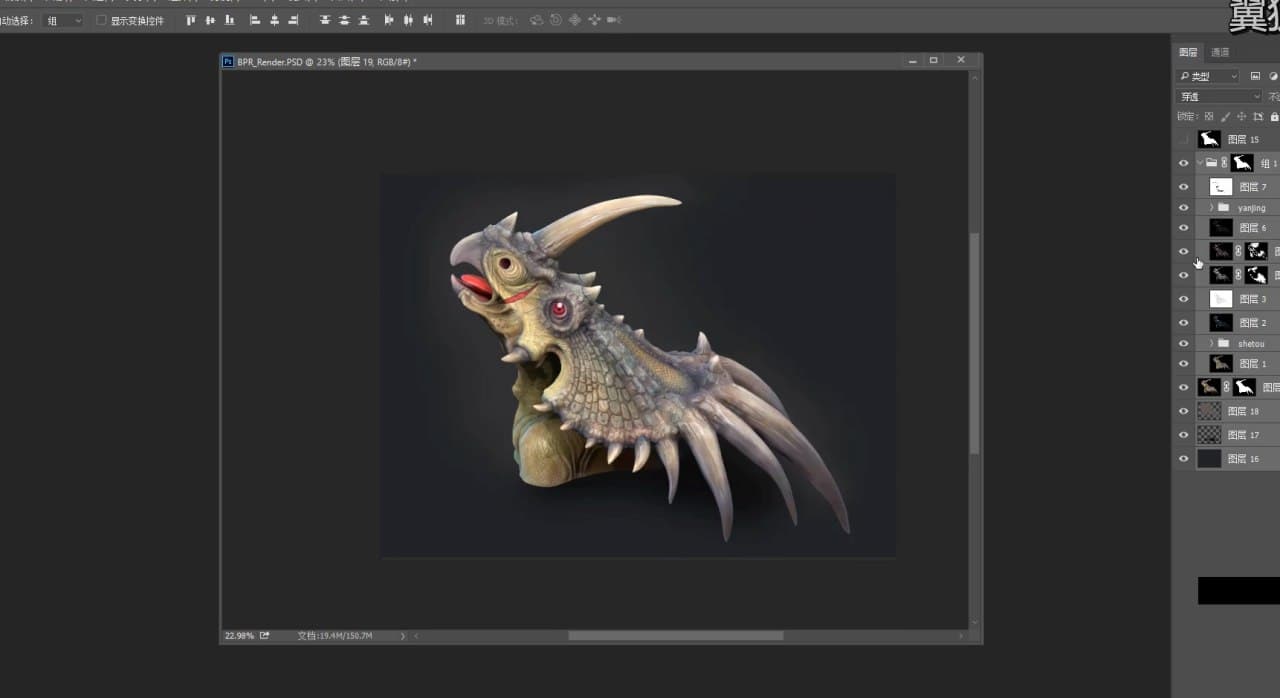 动选择: 组
显示变换控件
3D 模式:
BPR_Render.PSD @ 23% (图层 19, RGB/8#) *
图层
通道
类型
穿透
不透
锁定:
图层 15
组 1
图层 7
yanjing
图层 6
图层 3
图层 2
shetou
图层 1
图层
图层 18
图层 17
图层 16
22.98%
文档:19.4M/150.7M